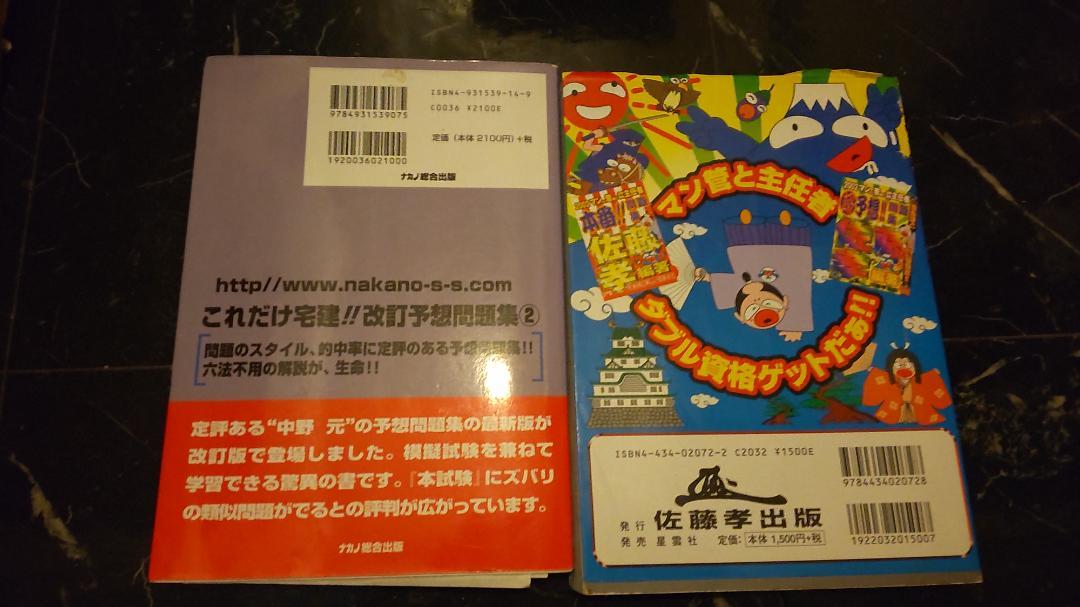 ISBN4-931539-14-9
C0036 ¥2100E
9784931539075
定価(本体2100円)+税
1920036021000
ナカノ総合出版
http//www.nakano-s-s.com
これだけ宅建!!改訂予想問題集②
問題のスタイル、的中率に定評のある予想問題集!!
六法不用の解説が、生命!!
定評ある“中野 元”の予想問題集の最新版が
改訂版で登場しました。模擬試験を兼ねて
学習できる驚異の書です。『本試験』にズバリ
の類似問題がでるとの評判が広がっています。
ナカノ総合出版
マン管と主任者
本番!!
佐藤
孝
編著
予想
ダブル資格ゲットだぁ!!
ISBN4-434-02072-2 C2032 ¥1500E
9784434020728
発行 佐藤孝出版
発売 星雲社 定価:本体1,500円+税
1922032015007